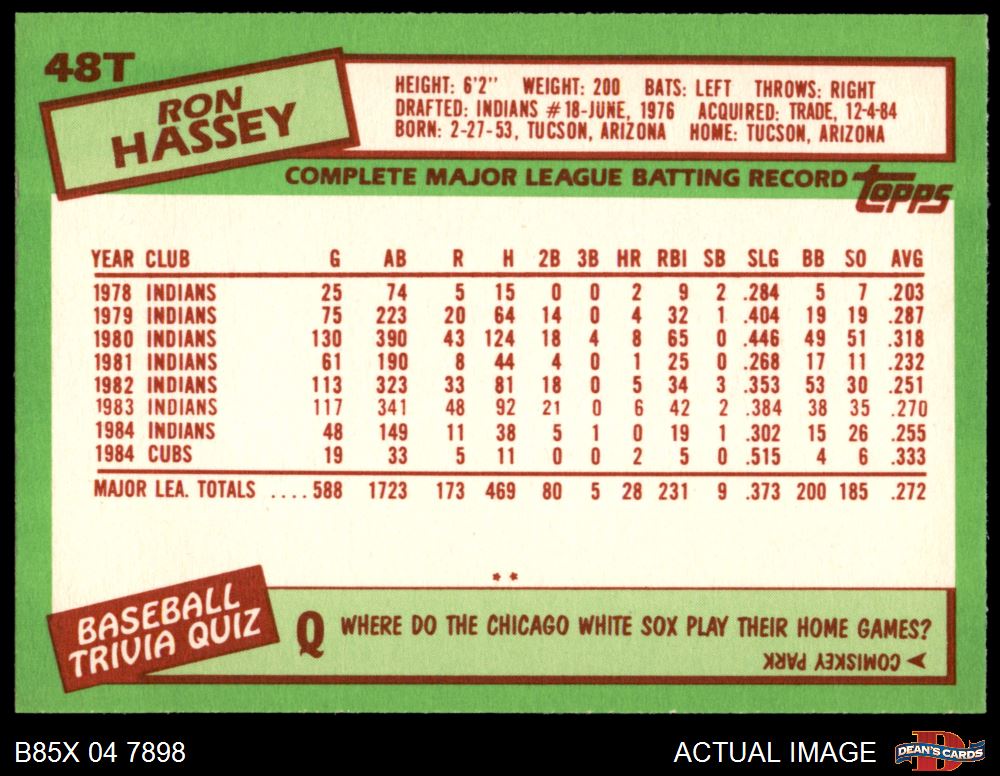 48T
RON
HASSEY
HEIGHT: 6'2'' WEIGHT: 200 BATS: LEFT THROWS: RIGHT
DRAFTED: INDIANS #18-JUNE, 1976 ACQUIRED: TRADE, 12-4-84
BORN: 2-27-53, TUCSON, ARIZONA HOME: TUCSON, ARIZONA
COMPLETE MAJOR LEAGUE BATTING RECORD topps
YEAR CLUB G AB R H 2B 3B HR RBI SB SLG BB SO AVG
1978 INDIANS 25 74 5 15 0 0 2 9 2 .284 5 7 .203
1979 INDIANS 75 223 20 64 14 0 4 32 1 .404 19 19 .287
1980 INDIANS 130 390 43 124 18 4 8 65 0 .446 49 51 .318
1981 INDIANS 61 190 8 44 4 0 1 25 0 .268 17 11 .232
1982 INDIANS 113 323 33 81 18 0 5 34 3 .353 53 30 .251
1983 INDIANS 117 341 48 92 21 0 6 42 2 .384 38 35 .270
1984 INDIANS 48 149 11 38 5 1 0 19 1 .302 15 26 .255
1984 CUBS 19 33 5 11 0 0 2 5 0 .515 4 6 .333
MAJOR LEA. TOTALS ....588 1723 173 469 80 5 28 231 9 .373 200 185 .272
**
BASEBALL
TRIVIA QUIZ
Q WHERE DO THE CHICAGO WHITE SOX PLAY THEIR HOME GAMES?
COMISKEY PARK
B85X 04 7898 ACTUAL IMAGE D DEAN'S CARDS